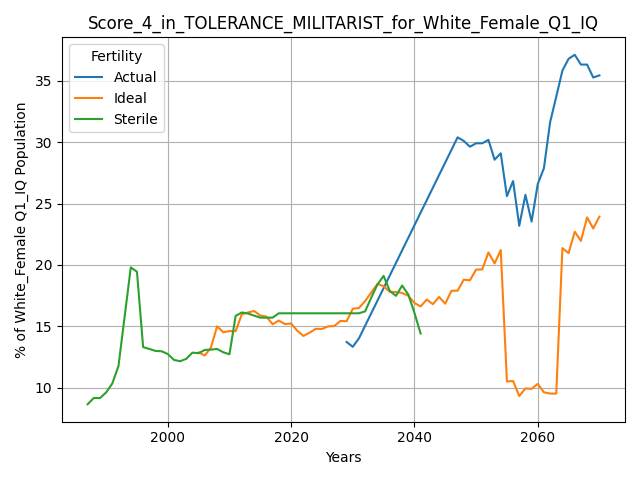 Score_4_in_TOLERANCE_MILITARIST_for_White_Female_Q1_IQ
Fertility
Actual
Ideal
Sterile
% of White_Female Q1_IQ Population
35
30
25
20
15
10
2000
2020
2040
2060
Years